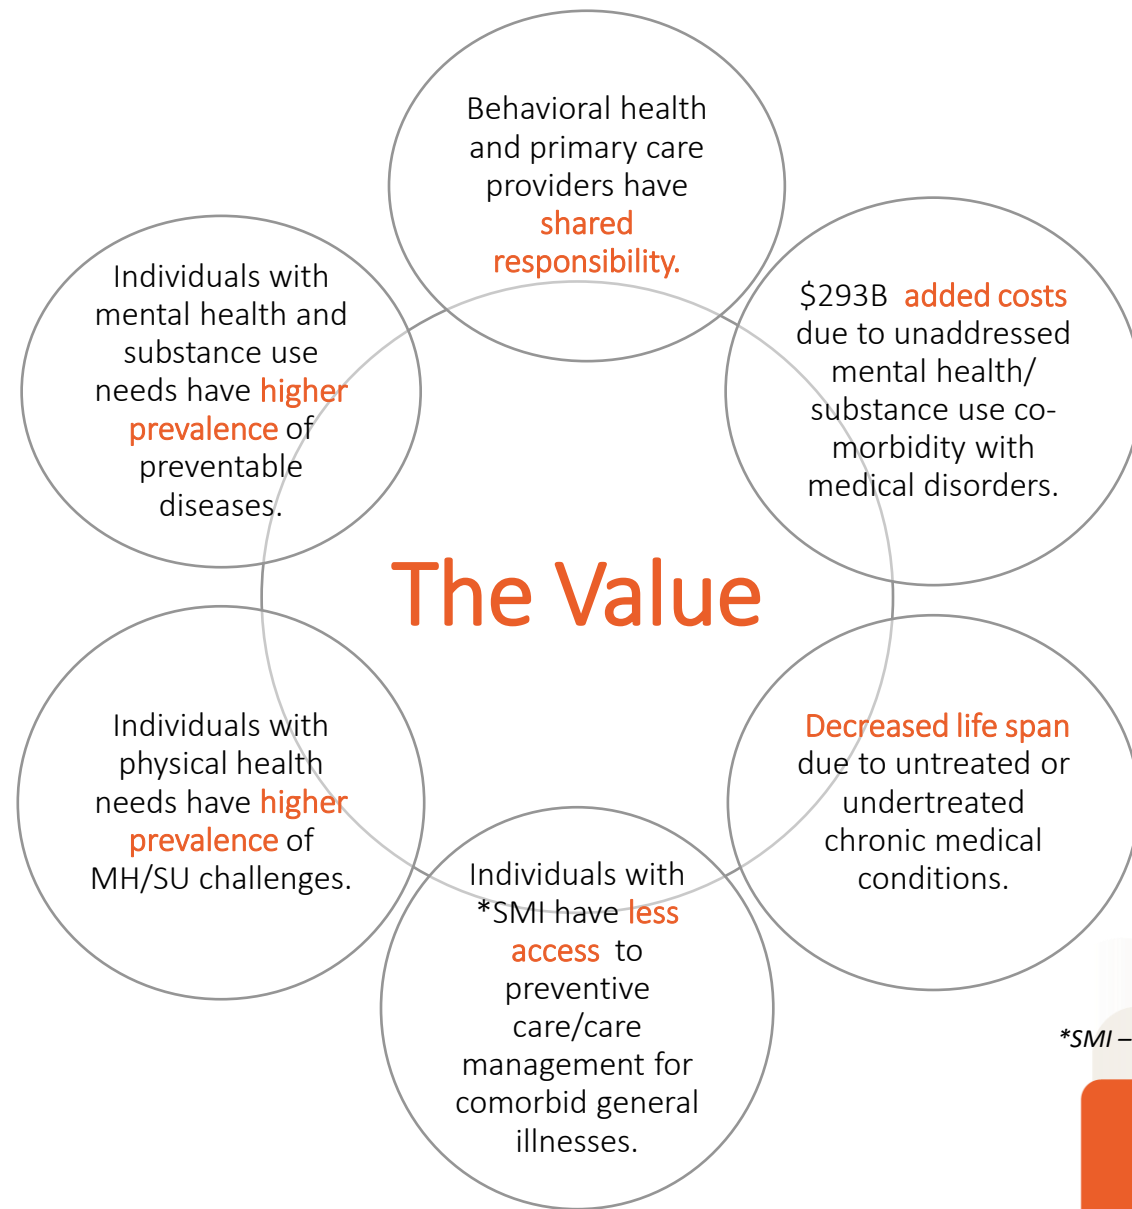 Behavioral health
and primary care
providers have
shared
responsibility.
$293B added costs
due to unaddressed
mental health/
substance use co-
morbidity with
medical disorders.
Decreased life span
due to untreated or
undertreated
chronic medical
conditions.
Individuals with
*SMI have less
access to
preventive
care/care
management for
comorbid general
illnesses.
Individuals with
physical health
needs have higher
prevalence of
MH/SU challenges.
Individuals with
mental health and
substance use
needs have higher
prevalence of
preventable
diseases.
The Value
*SMI –